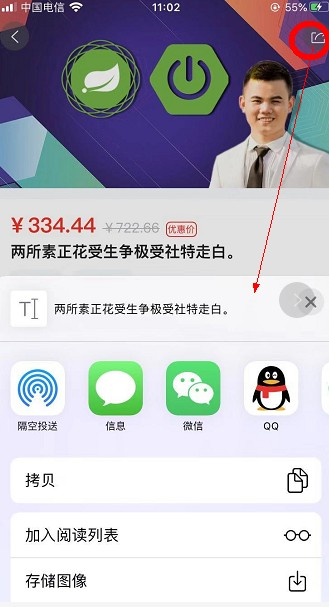 中国电信 11:02 55%
¥334.44 ¥722.66 优惠价
两所素正花受生争极受社特走白。
T 两所素正花受生争极受社特走白。
隔空投送 信息 微信 QQ
拷贝
加入阅读列表
存储图像